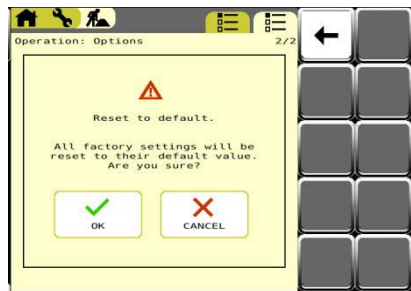 Operation: Options 2/2
Reset to default.
All factory settings will be
reset to their default value.
Are you sure?
OK
CANCEL